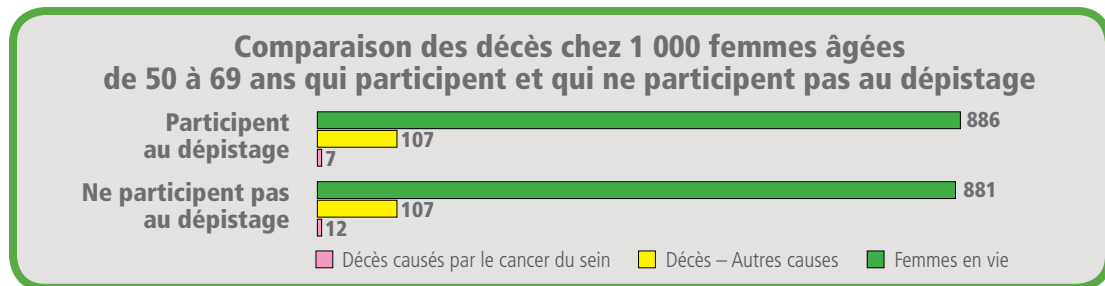 Comparaison des décès chez 1 000 femmes âgées
de 50 à 69 ans qui participent et qui ne participent pas au dépistage
Participent
au dépistage
886
107
7
Ne participent pas
au dépistage
881
107
12
Décès causés par le cancer du sein Décès – Autres causes Femmes en vie